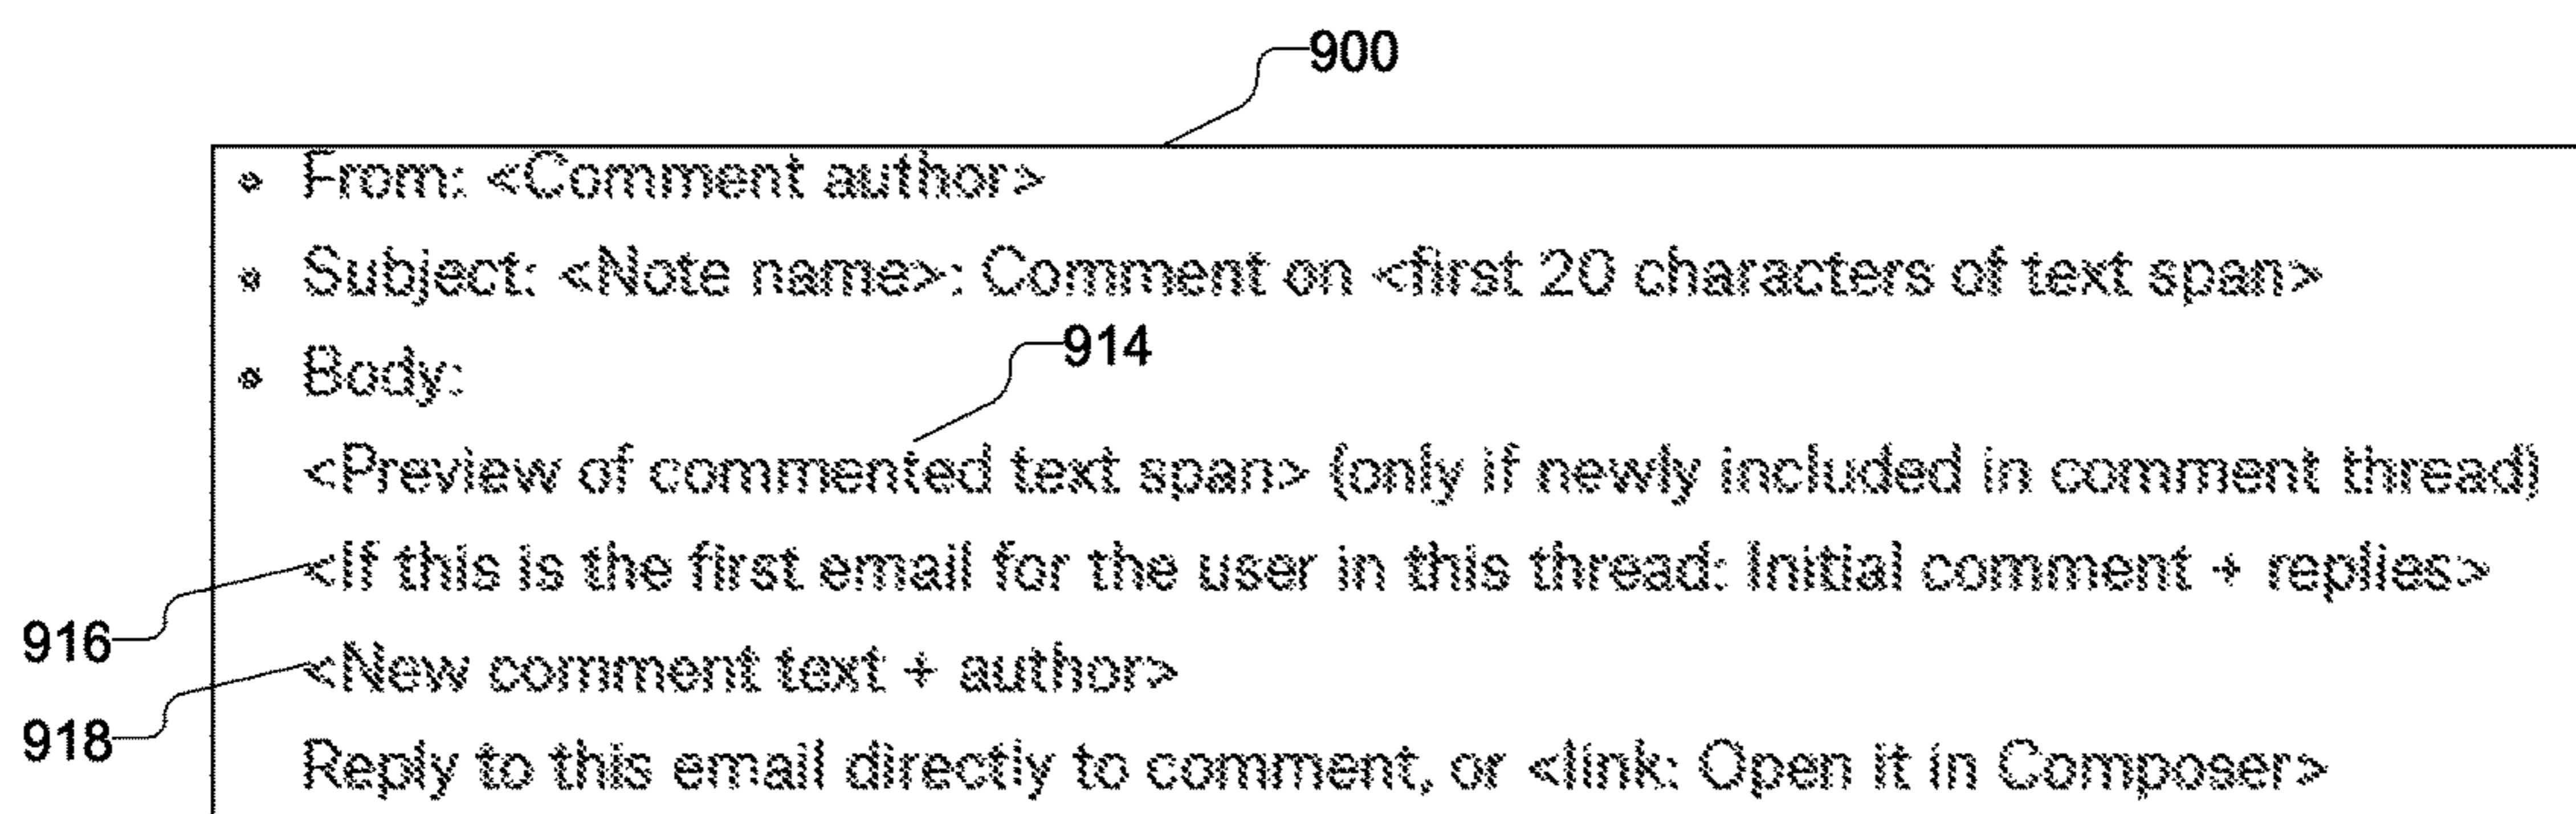 900
• From: <Comment author>
• Subject: <Note name>: Comment on <first 20 characters of text span>
914
• Body:
<Preview of commented text span> (only if newly included in comment thread)
<If this is the first email for the user in this thread: Initial comment + replies>
916
<New comment text + author>
918
Reply to this email directly to comment, or <link: Open it in Composer>